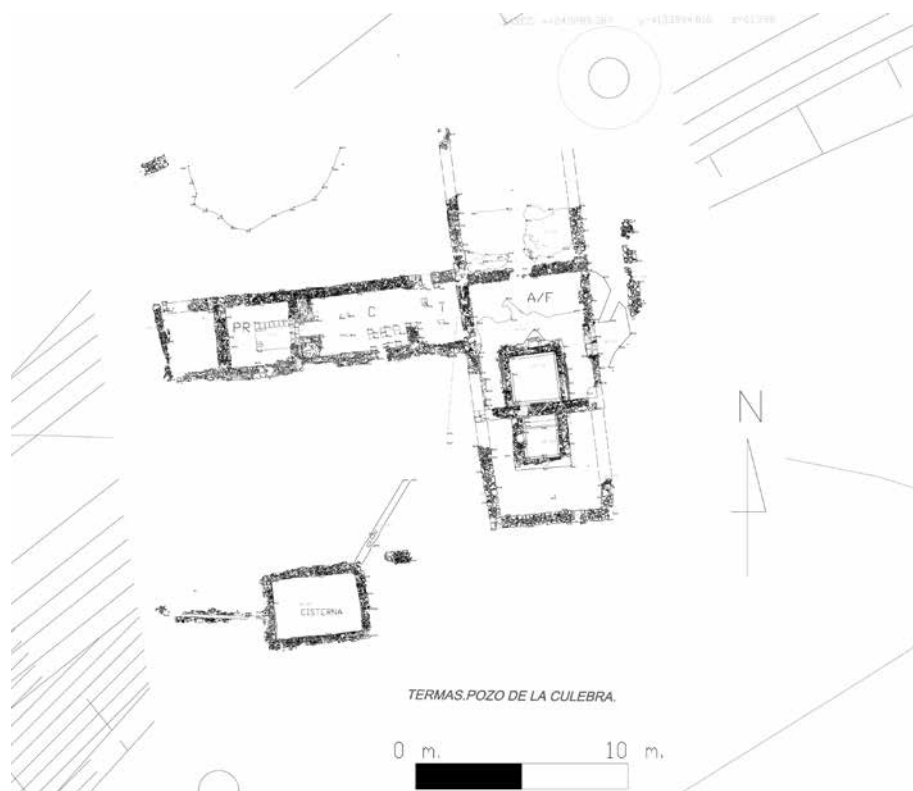 A/F
PR
C
T
N
CISTERNA
TERMAS.POZO DE LA CULEBRA.
0 m.
10 m.